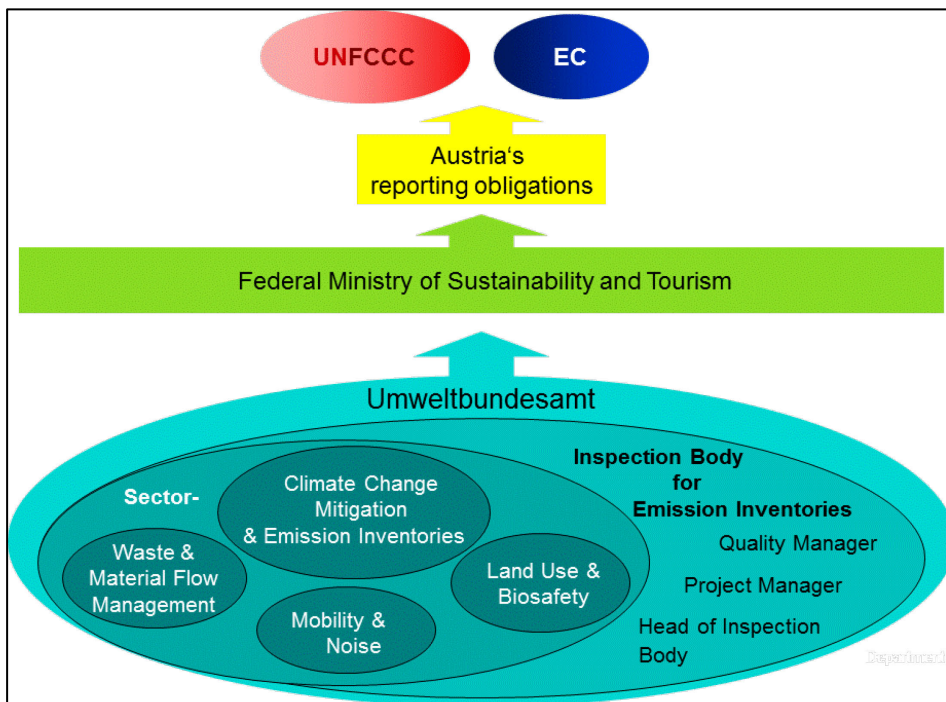 UNFCCC
EC
Austria‘s
reporting obligations
Federal Ministry of Sustainability and Tourism
Umweltbundesamt
Inspection Body
for
Emission Inventories
Quality Manager
Project Manager
Head of Inspection
Body
Sector-
Climate Change
Mitigation
& Emission Inventories
Waste &
Material Flow
Management
Land Use &
Biosafety
Mobility &
Noise